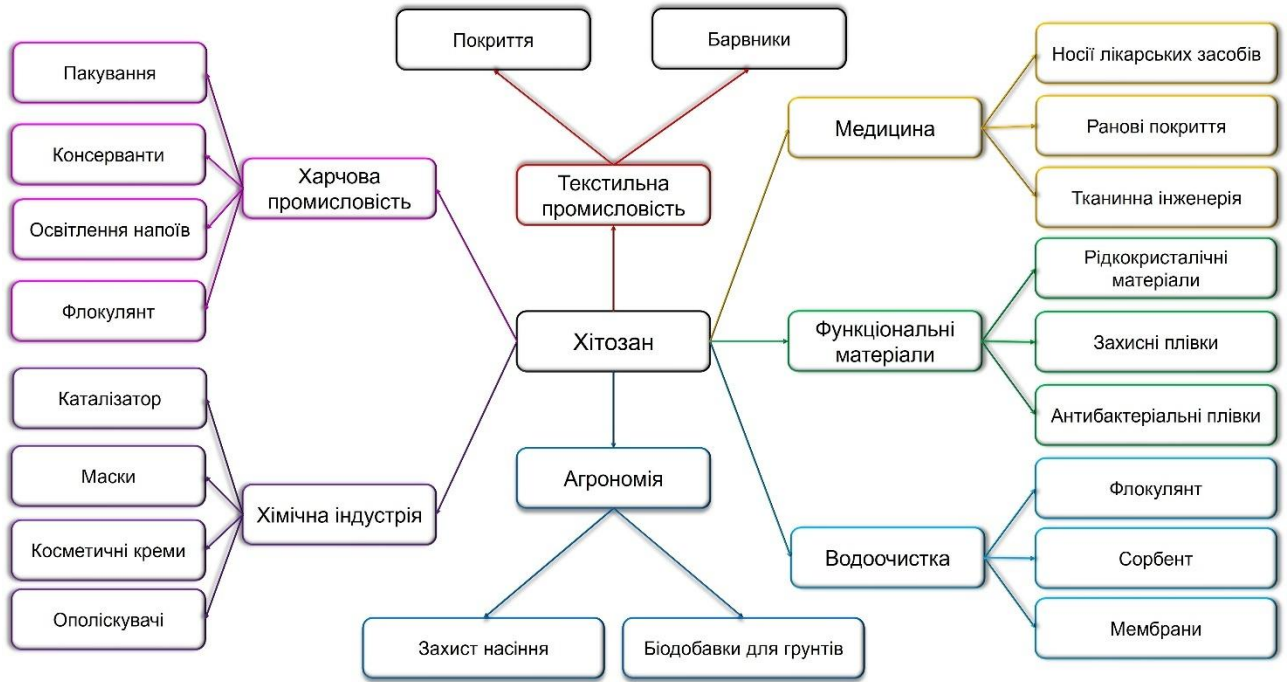 Покриття
Барвники
Пакування
Консерванти
Освітлення напоїв
Флокулянт
Харчова
промисловість
Текстильна
промисловість
Медицина
Носії лікарських засобів
Ранові покриття
Тканинна інженерія
Хітозан
Функціональні
матеріали
Рідкокристалічні
матеріали
Захисні плівки
Антибактеріальні плівки
Каталізатор
Маски
Косметичні креми
Ополіскувачі
Хімічна індустрія
Агрономія
Захист насіння
Біодобавки для грунтів
Водоочистка
Флокулянт
Сорбент
Мембрани